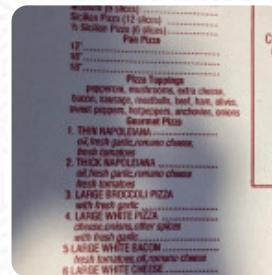 Sicilian Pizza (12 slices)
½ Sicilian Pizza (6 slices)
Pan Pizza
12"
16"
18"
Pizza Toppings
pepperoni, mushrooms, extra cheese,
bacon, sausage, meatballs, beef, ham, olives,
sweet peppers, hot peppers, anchovies, onions
Gourmet Pizza
1. THIN NAPOLEIANA
oil, fresh garlic, romano cheese,
fresh tomatoes
2. THICK NAPOLEIANA
oil, fresh garlic, romano cheese
fresh tomatoes
3. LARGE BROCCOLI PIZZA
with fresh garlic
4. LARGE WHITE PIZZA
cheese, onions, other spices
with fresh garlic
5 LARGE WHITE BACON
fresh tomatoes, oil, romano cheese
6 LARGE WHITE CHEESE